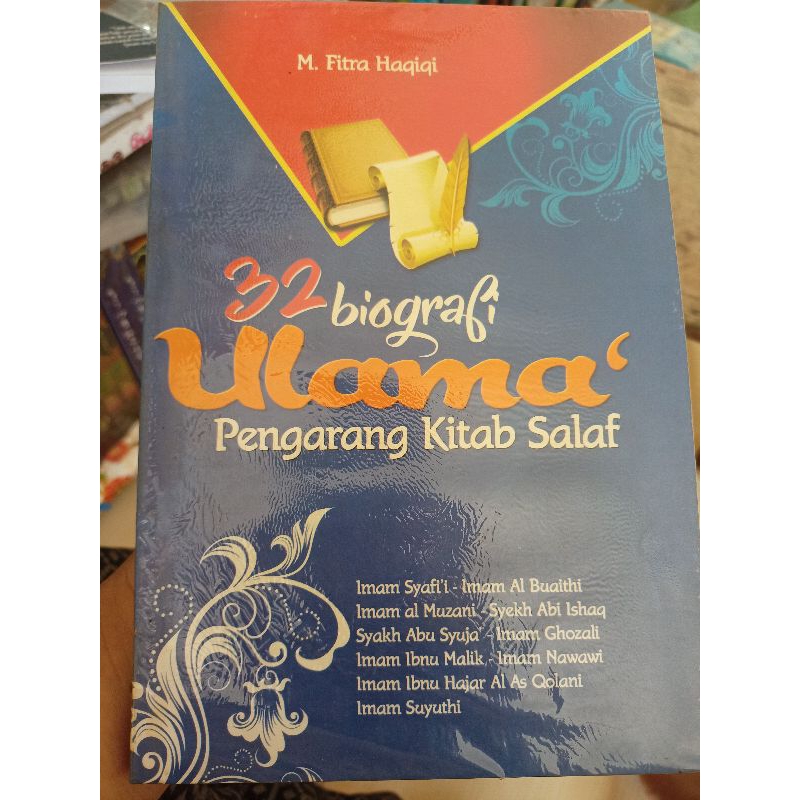 M. Fitra Haqiqi
32 biografi
Ulama‘
Pengarang Kitab Salaf
Imam Syafi'i - Imam Al Buaithi
Imam al Muzani - Syekh Abi Ishaq
Syakh Abu Syuja' - Imam Ghozali
Imam Ibnu Malik - Imam Nawawi
Imam Ibnu Hajar Al As Qolani
Imam Suyuthi